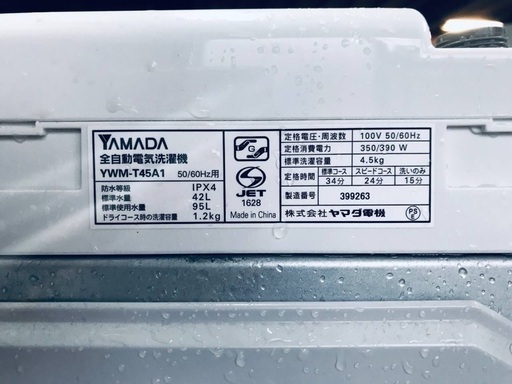 YAMADA
全自動電気洗濯機
YWM-T45A1 50/60Hz用
防水等級 IPX4
標準水量 42L
標準使用水量 95L
ドライコース時の洗濯容量 1.2kg
G
S
JET
1628
Made in China
定格電圧・周波数 100V 50/60Hz
定格消費電力 350/390 W
標準洗濯容量 4.5kg
標準使用時間 標準コース スピードコース 洗いのみ
34分 24分 15分
製造番号 399263
株式会社ヤマダ電機
PS
E